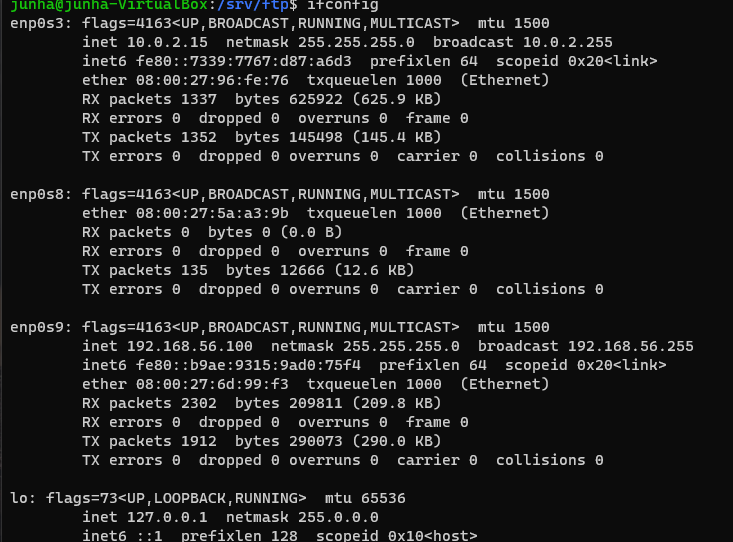 junha@junha-VirtualBox:/srv/ftp$ ifconfig
enp0s3: flags=4163<UP,BROADCAST,RUNNING,MULTICAST>  mtu 1500
        inet 10.0.2.15  netmask 255.255.255.0  broadcast 10.0.2.255
        inet6 fe80::7339:7767:d87:a6d3  prefixlen 64  scopeid 0x20<link>
        ether 08:00:27:96:fe:76  txqueuelen 1000  (Ethernet)
        RX packets 1337  bytes 625922 (625.9 KB)
        RX errors 0  dropped 0  overruns 0  frame 0
        TX packets 1352  bytes 145498 (145.4 KB)
        TX errors 0  dropped 0 overruns 0  carrier 0  collisions 0

enp0s8: flags=4163<UP,BROADCAST,RUNNING,MULTICAST>  mtu 1500
        ether 08:00:27:5a:a3:9b  txqueuelen 1000  (Ethernet)
        RX packets 0  bytes 0 (0.0 B)
        RX errors 0  dropped 0  overruns 0  frame 0
        TX packets 135  bytes 12666 (12.6 KB)
        TX errors 0  dropped 0 overruns 0  carrier 0  collisions 0

enp0s9: flags=4163<UP,BROADCAST,RUNNING,MULTICAST>  mtu 1500
        inet 192.168.56.100  netmask 255.255.255.0  broadcast 192.168.56.255
        inet6 fe80::b9ae:9315:9ad0:75f4  prefixlen 64  scopeid 0x20<link>
        ether 08:00:27:6d:99:f3  txqueuelen 1000  (Ethernet)
        RX packets 2302  bytes 209811 (209.8 KB)
        RX errors 0  dropped 0  overruns 0  frame 0
        TX packets 1912  bytes 290073 (290.0 KB)
        TX errors 0  dropped 0 overruns 0  carrier 0  collisions 0

lo: flags=73<UP,LOOPBACK,RUNNING>  mtu 65536
        inet 127.0.0.1  netmask 255.0.0.0
        inet6 ::1  prefixlen 128  scopeid 0x10<host>